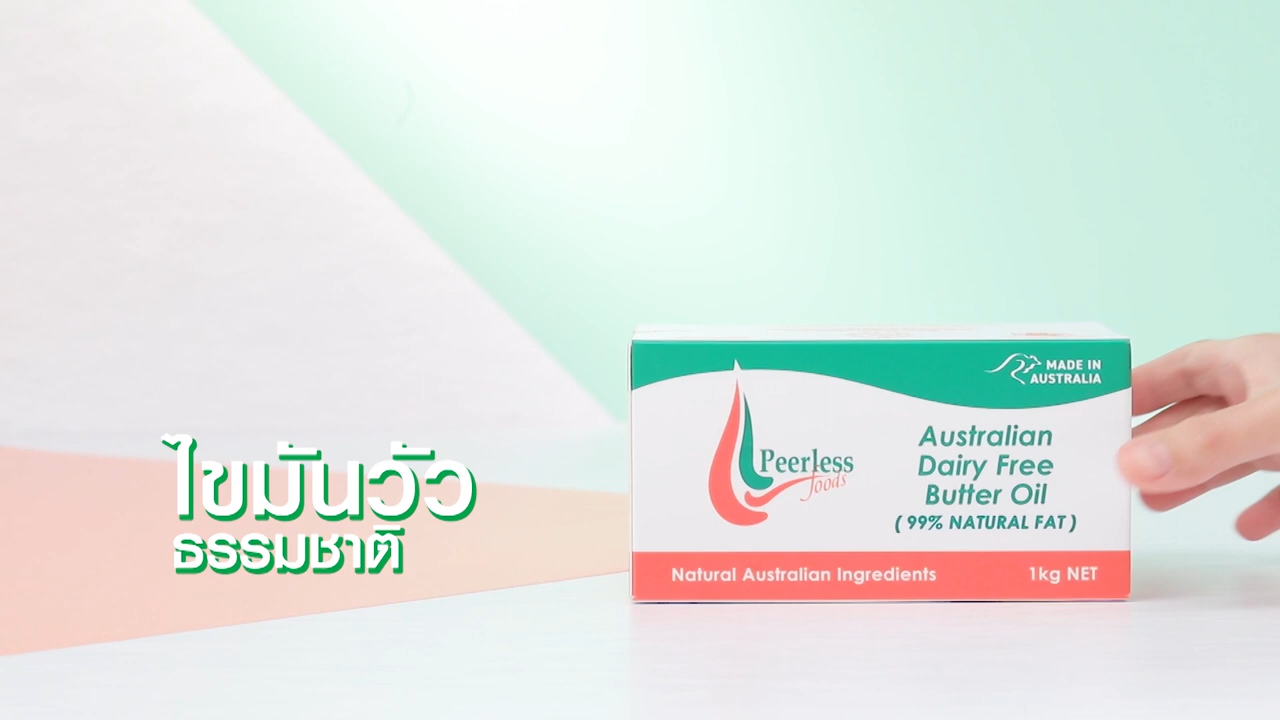 ไขมันวัว
ธรรมชาติ
MADE IN
AUSTRALIA
Peerless
foods
Australian
Dairy Free
Butter Oil
( 99% NATURAL FAT )
Natural Australian Ingredients
1kg NET